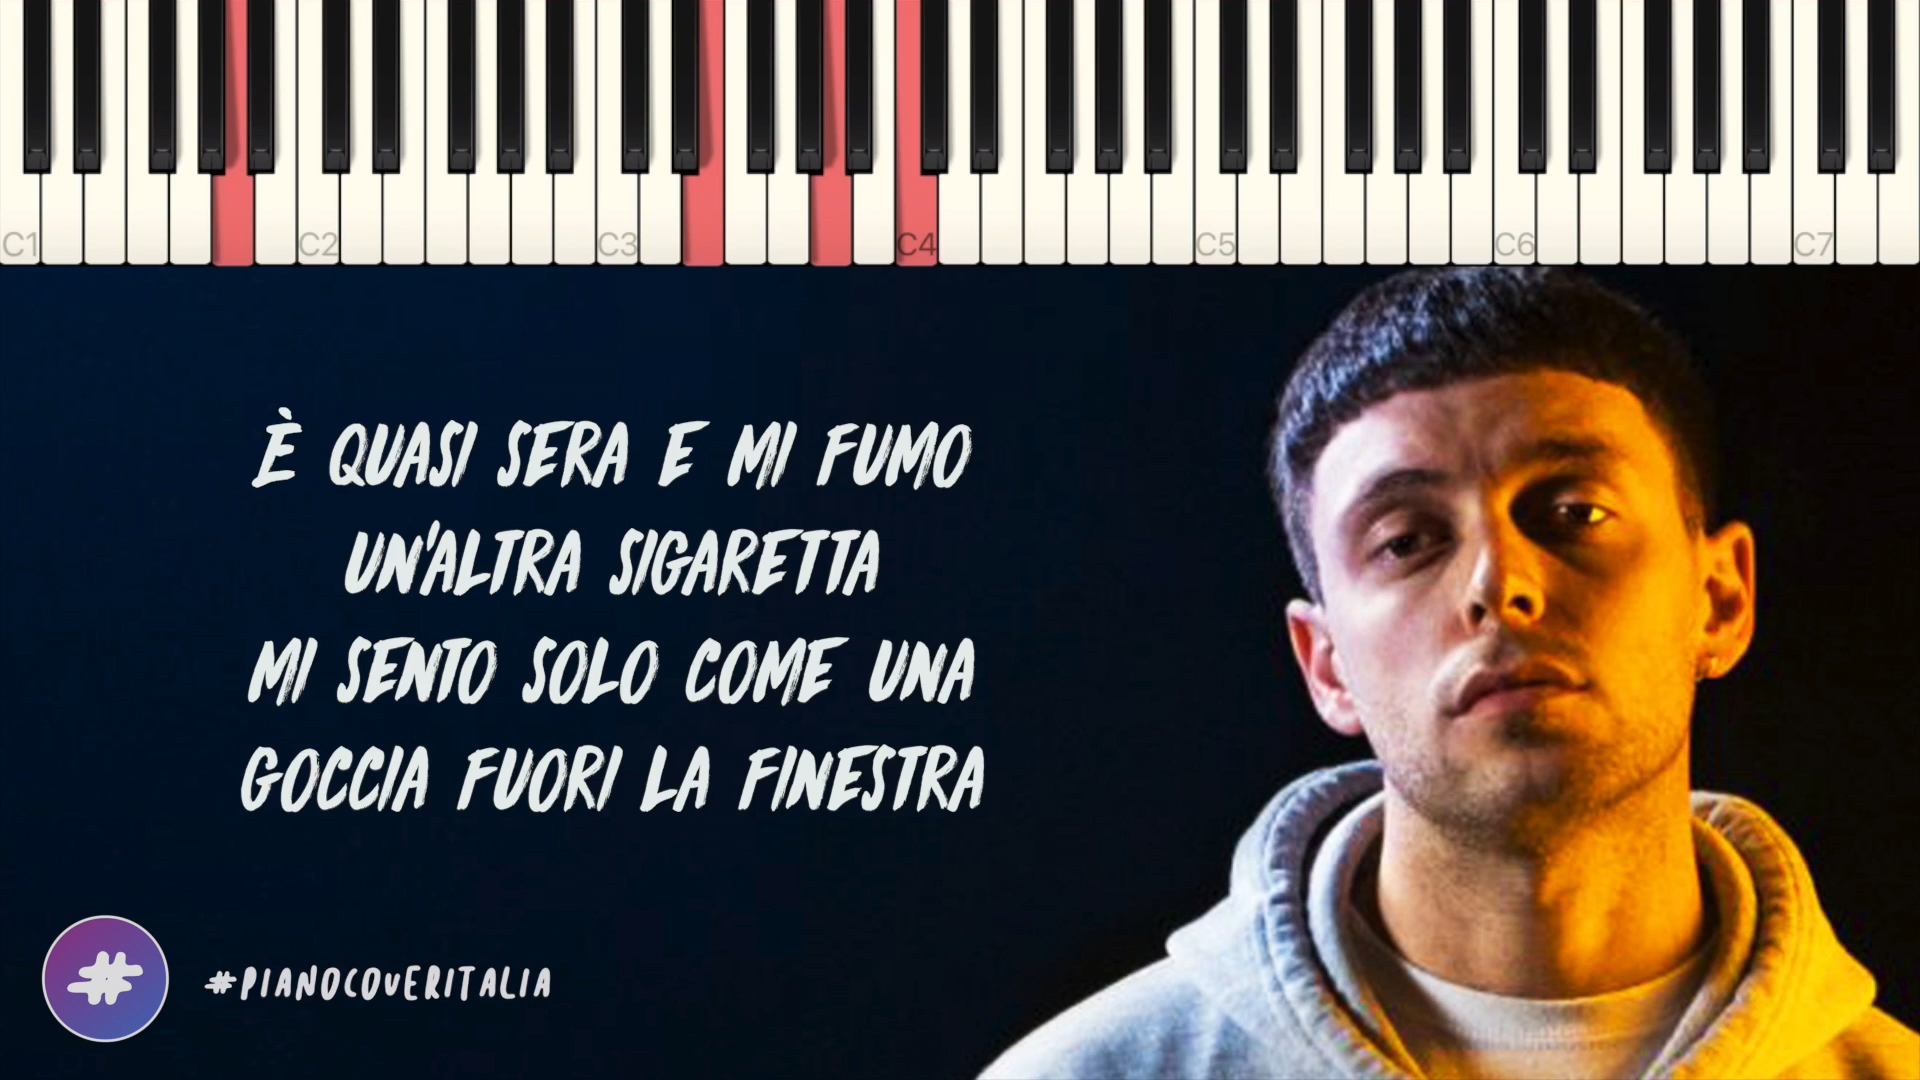 C1 C2 C3 C4 C5 C6 C7
È QUASI SERA E MI FUMO
UN'ALTRA SIGARETTA
MI SENTO SOLO COME UNA
GOCCIA FUORI LA FINESTRA
# #PIANOCOVERITALIA